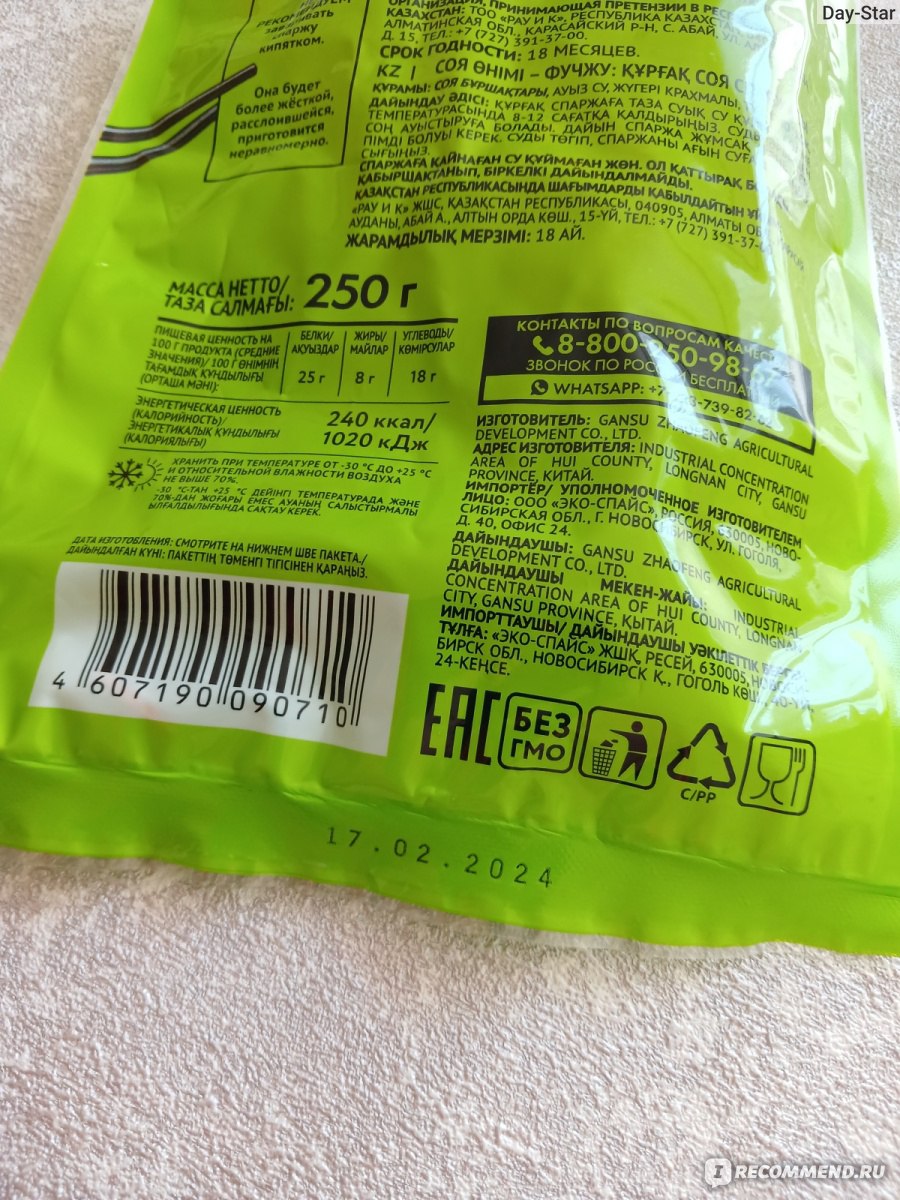 Day-Star
РЕКОМЕНДУЕМ
спаржу
кипятком.
Она будет
более жёсткой,
расслоившейся,
приготовится
неравномерно.
ОРГАНИЗАЦИЯ, ПРИНИМАЮЩАЯ ПРЕТЕНЗИИ В
КАЗАХСТАН: ТОО «РАУ И К», РЕСПУБЛИКА
АЛМАТИНСКАЯ ОБЛ., КАРАСАЙСКИЙ Р-Н, С. АБАЙ, УЛ.
Д. 15, ТЕЛ.: +7 (727) 391-37-00.
СРОК ГОДНОСТИ: 18 МЕСЯЦЕВ.
KZ | СОЯ ӨНІМІ – ФУЧЖУ: ҚҰРҒАҚ СОЯ
ҚҰРАМЫ: СОЯ БҰРШАҚТАРЫ, АУЫЗ СУ, ЖҮГЕРІ КРАХМАЛЫ,
ДАЙЫНДАУ ӘДІСІ: ҚҰРҒАҚ СПАРЖАҒА ТАЗА СУЫҚ СУ
ТЕМПЕРАТУРАСЫНДА 8-12 САҒАТҚА ҚАЛДЫРЫҢЫЗ. СУДЫ
СОҢ АУЫСТЫРУҒА БОЛАДЫ. ДАЙЫН СПАРЖА ЖҰМСАҚ
ПІМДІ БОЛУЫ КЕРЕК. СУДЫ ТӨГІП, СПАРЖАНЫ АҒЫН СУҒА
СЫҒЫҢЫЗ.
СПАРЖАҒА ҚАЙНАҒАН СУ ҚҰЙМАҒАН ЖӨН. ОЛ ҚАТТЫРАҚ
ҚАБЫРШАҚТАНЫП, БІРКЕЛКІ ДАЙЫНДАЛМАЙДЫ.
ҚАЗАҚСТАН РЕСПУБЛИКАСЫНДА ШАҒЫМДАРДЫ ҚАБЫЛДАЙТЫН
«РАУ И К» ЖШС, ҚАЗАҚСТАН РЕСПУБЛИКАСЫ, 040905, АЛМАТЫ
АУДАНЫ, АБАЙ А., АЛТЫН ОРДА КӨШ., 15-ҮЙ, ТЕЛ.: +7 (727) 391-37-
ЖАРАМДЫЛЫҚ МЕРЗІМІ: 18 АЙ.
МАССА НЕТТО/
ТАЗА САЛМАҒЫ: 250 г
ПИЩЕВАЯ ЦЕННОСТЬ НА
100 Г ПРОДУКТА (СРЕДНИЕ
ЗНАЧЕНИЯ)/ 100 Г ӨНІМНІҢ
ТАҒАМДЫҚ ҚҰНДЫЛЫҒЫ
(ОРТАША МӘНІ):
БЕЛКИ/
АҚУЫЗДАР
25 г
ЖИРЫ/
МАЙЛАР
8 г
УГЛЕВОДЫ/
КӨМІРСУЛАР
18 г
ЭНЕРГЕТИЧЕСКАЯ ЦЕННОСТЬ
(КАЛОРИЙНОСТЬ)/
ЭНЕРГЕТИКАЛЫҚ ҚҰНДЫЛЫҒЫ
(КАЛОРИЯЛЫҒЫ)
240 ккал/
1020 кДж
ХРАНИТЬ ПРИ ТЕМПЕРАТУРЕ ОТ -30 °С ДО +25 °С
И ОТНОСИТЕЛЬНОЙ ВЛАЖНОСТИ ВОЗДУХА
НЕ ВЫШЕ 70%.
-30 °С-ТАН +25 °С ДЕЙІНГІ ТЕМПЕРАТУРАДА ЖӘНЕ
70%-ДАН ЖОҒАРЫ ЕМЕС АУАНЫҢ САЛЫСТЫРМАЛЫ
ЫЛҒАЛДЫЛЫҒЫНДА САҚТАУ КЕРЕК.
ДАТА ИЗГОТОВЛЕНИЯ: СМОТРИТЕ НА НИЖНЕМ ШВЕ ПАКЕТА./
ДАЙЫНДАЛҒАН КҮНІ: ПАКЕТТІҢ ТӨМЕНГІ ТІГІСІНЕН ҚАРАҢЫЗ.
4 607190 090710
КОНТАКТЫ ПО ВОПРОСАМ
8-800- 50-98-
ЗВОНОК ПО РОССИИ БЕСПЛАТ
WHATSAPP: +7 3-739-82-
ИЗГОТОВИТЕЛЬ: GANSU ZHAOFENG AGRICULTURAL
DEVELOPMENT CO., LTD.
АДРЕС ИЗГОТОВИТЕЛЯ: INDUSTRIAL CONCENTRATION
AREA OF HUI COUNTY, LONGNAN CITY, GANSU
PROVINCE, КИТАЙ.
ИМПОРТЁР/ УПОЛНОМОЧЕННОЕ ИЗГОТОВИТЕЛЕМ
ЛИЦО: ООО «ЭКО-СПАЙС», РОССИЯ, 630005, НОВО-
СИБИРСКАЯ ОБЛ., Г. НОВОСИБИРСК, УЛ. ГОГОЛЯ,
Д. 40, ОФИС 24.
ДАЙЫНДАУШЫ: GANSU ZHAOFENG AGRICULTURAL
DEVELOPMENT CO., LTD.
ДАЙЫНДАУШЫ МЕКЕН-ЖАЙЫ: INDUSTRIAL
CONCENTRATION AREA OF HUI COUNTY, LONGNAN
CITY, GANSU PROVINCE, ҚЫТАЙ.
ИМПОРТТАУШЫ/ ДАЙЫНДАУШЫ УӘКІЛЕТТІК
ТҰЛҒА: «ЭКО-СПАЙС» ЖШҚ, РЕСЕЙ, 630005,
БИРСК ОБЛ., НОВОСИБИРСК Қ., ГОГОЛЬ КӨШ., 40-ҮЙ,
24-КЕҢСЕ.
EAC
БЕЗ
ГМО
C/PP
17.02.2024
IRECOMMEND.RU